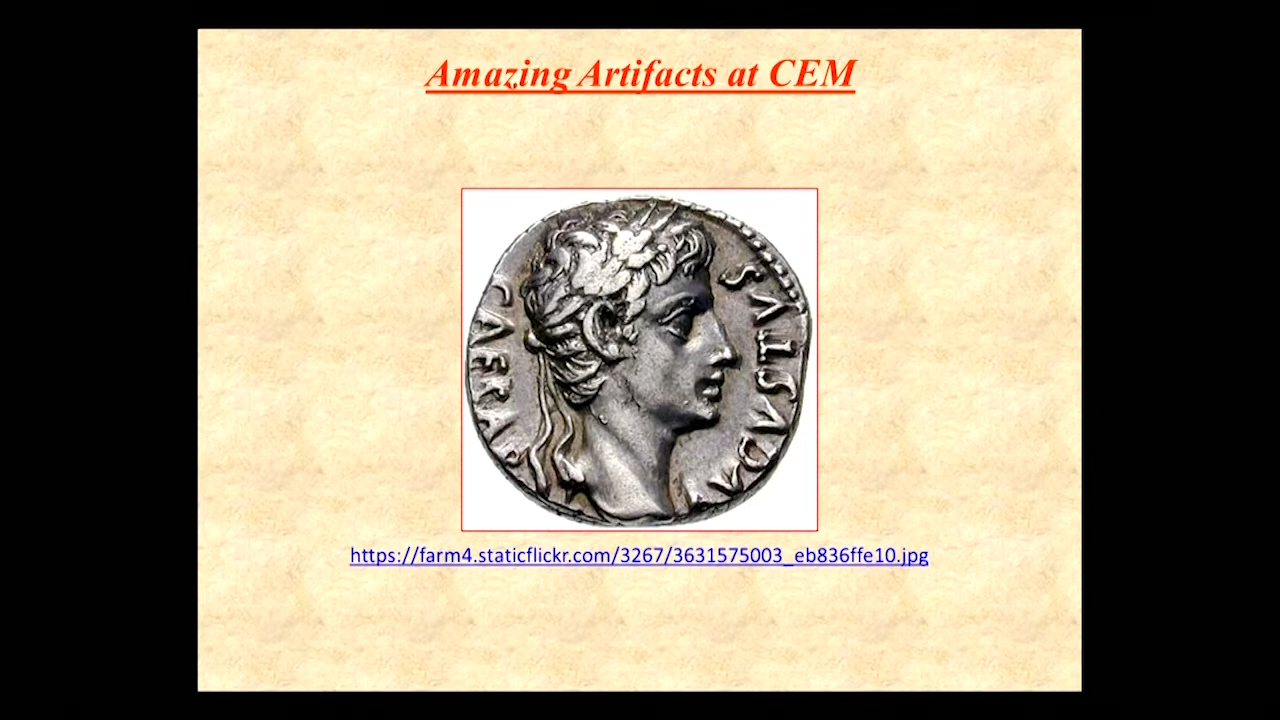 Amazing Artifacts at CEM
CAESAR
AVGVSTVS
https://farm4.staticflickr.com/3267/3631575003_eb836ffe10.jpg